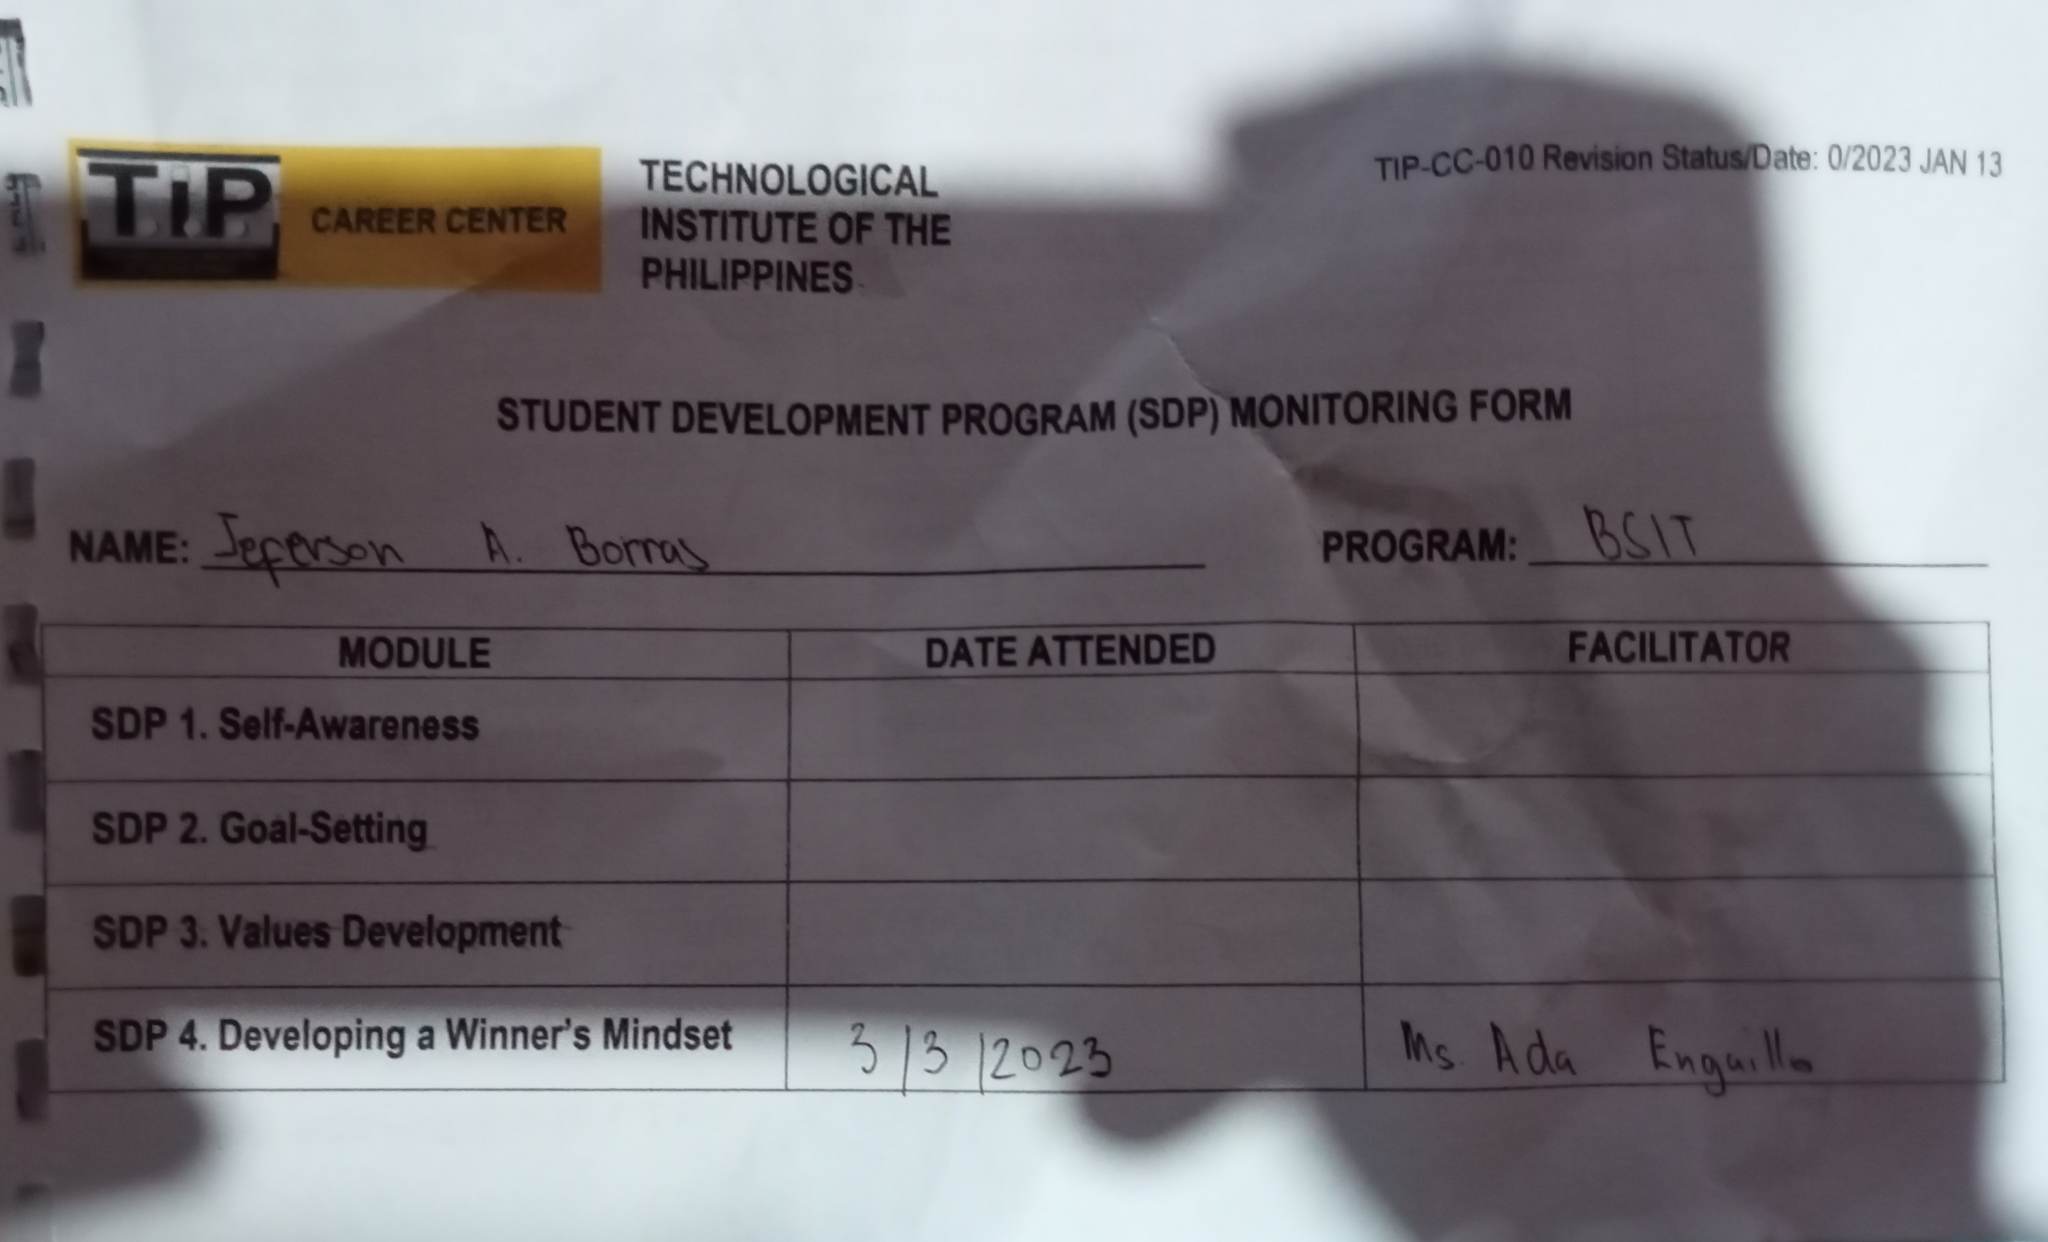 TiP CAREER CENTER
TECHNOLOGICAL
INSTITUTE OF THE
PHILIPPINES
TIP-CC-010 Revision Status/Date: 0/2023 JAN 13
STUDENT DEVELOPMENT PROGRAM (SDP) MONITORING FORM
NAME: Jeferson A. Borras PROGRAM: BSIT
MODULE DATE ATTENDED FACILITATOR
SDP 1. Self-Awareness
SDP 2. Goal-Setting
SDP 3. Values Development
SDP 4. Developing a Winner's Mindset 3/3/2023 Ms. Ada Enguillo